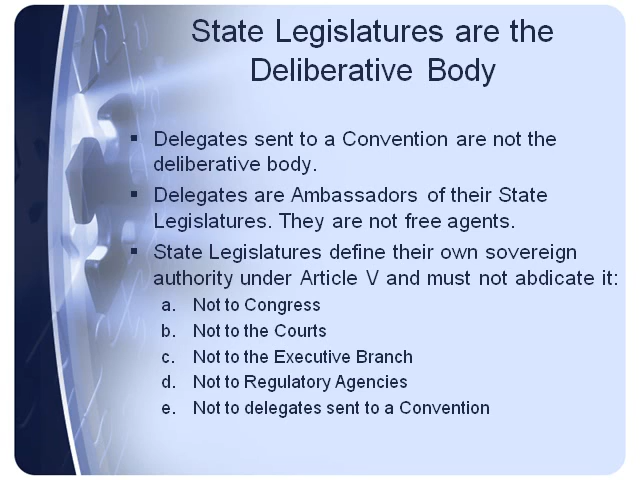 State Legislatures are the
Deliberative Body
▪ Delegates sent to a Convention are not the
deliberative body.
▪ Delegates are Ambassadors of their State
Legislatures. They are not free agents.
▪ State Legislatures define their own sovereign
authority under Article V and must not abdicate it:
a. Not to Congress
b. Not to the Courts
c. Not to the Executive Branch
d. Not to Regulatory Agencies
e. Not to delegates sent to a Convention